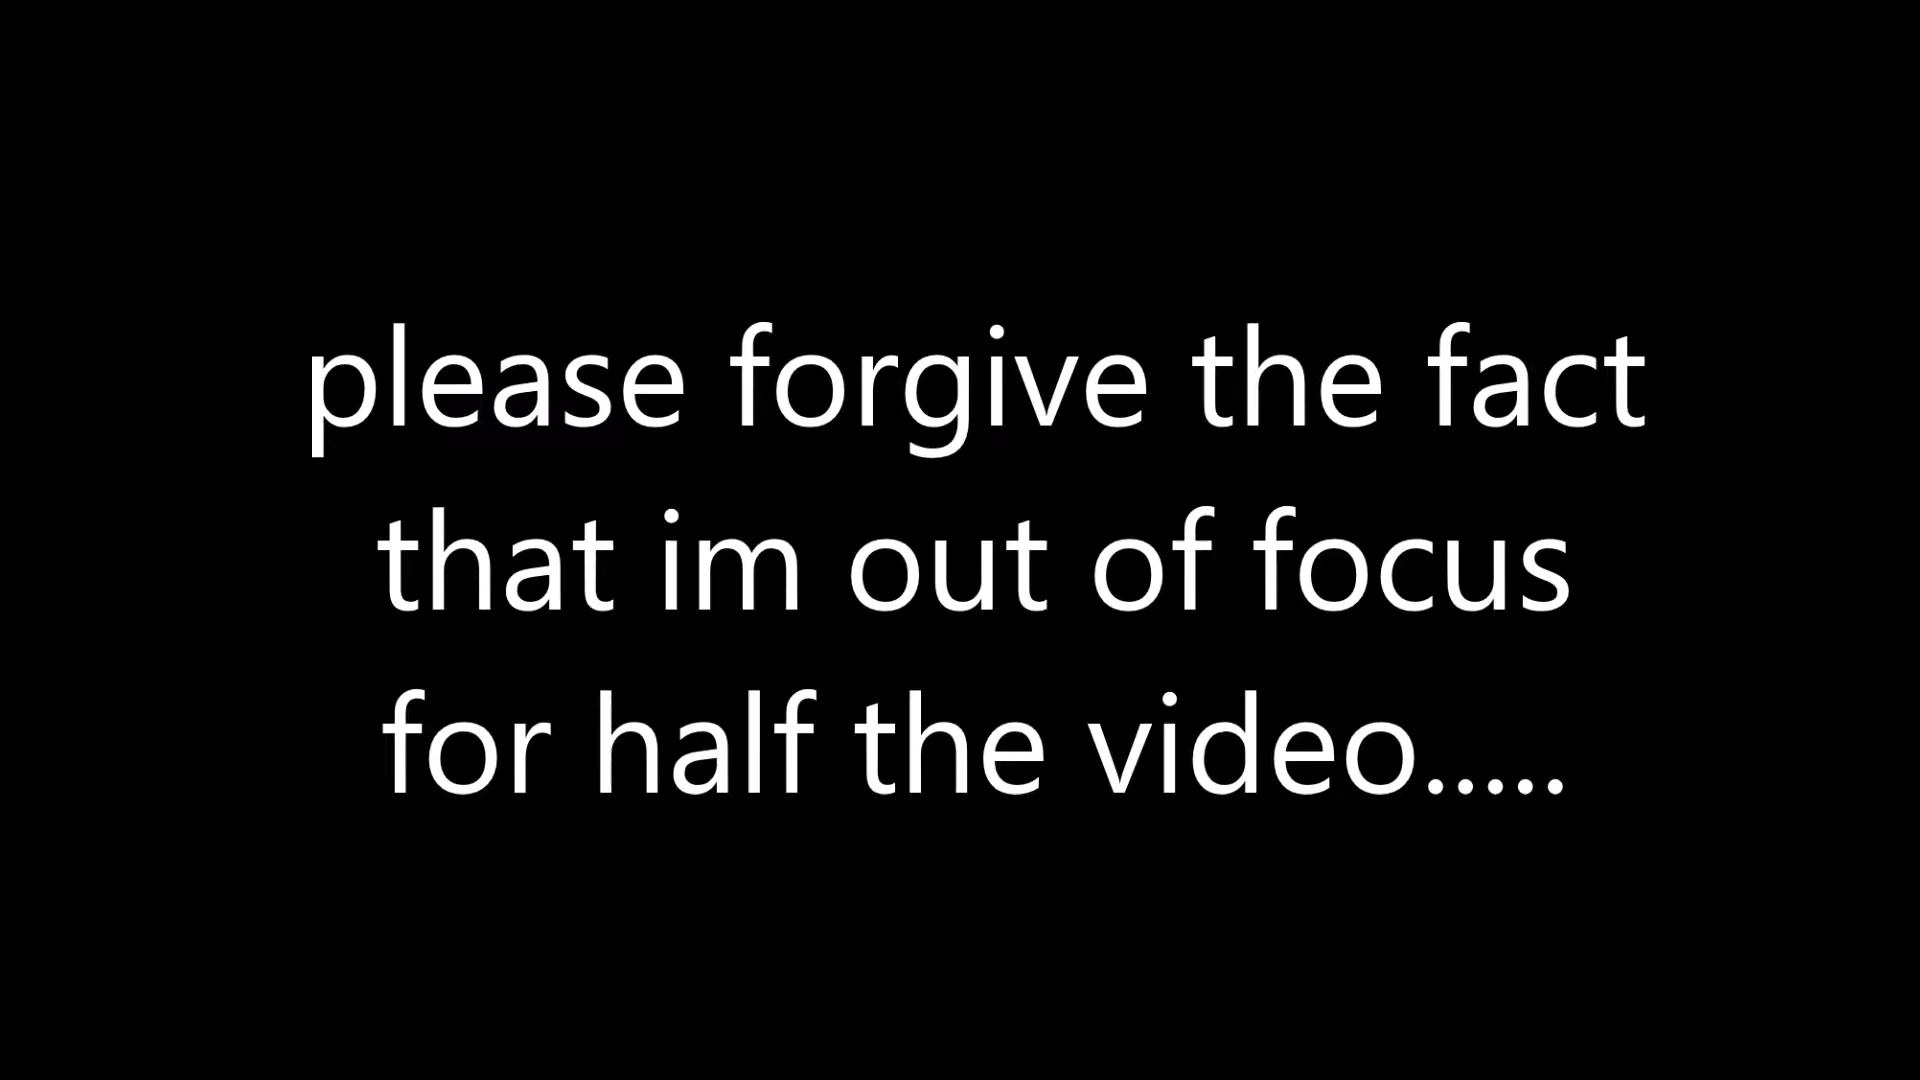 please forgive the fact
that im out of focus
for half the video.....